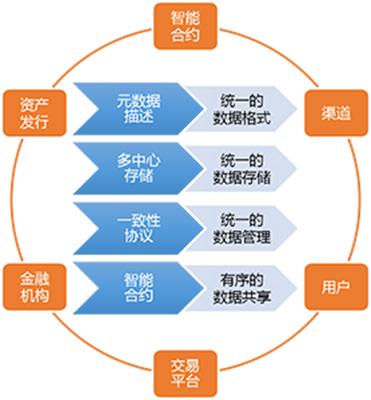 智能
合约
资产
发行
元数据
描述
统一的
数据格式
渠道
多中心
存储
统一的
数据存储
一致性
协议
统一的
数据管理
金融
机构
智能
合约
有序的
数据共享
用户
交易
平台